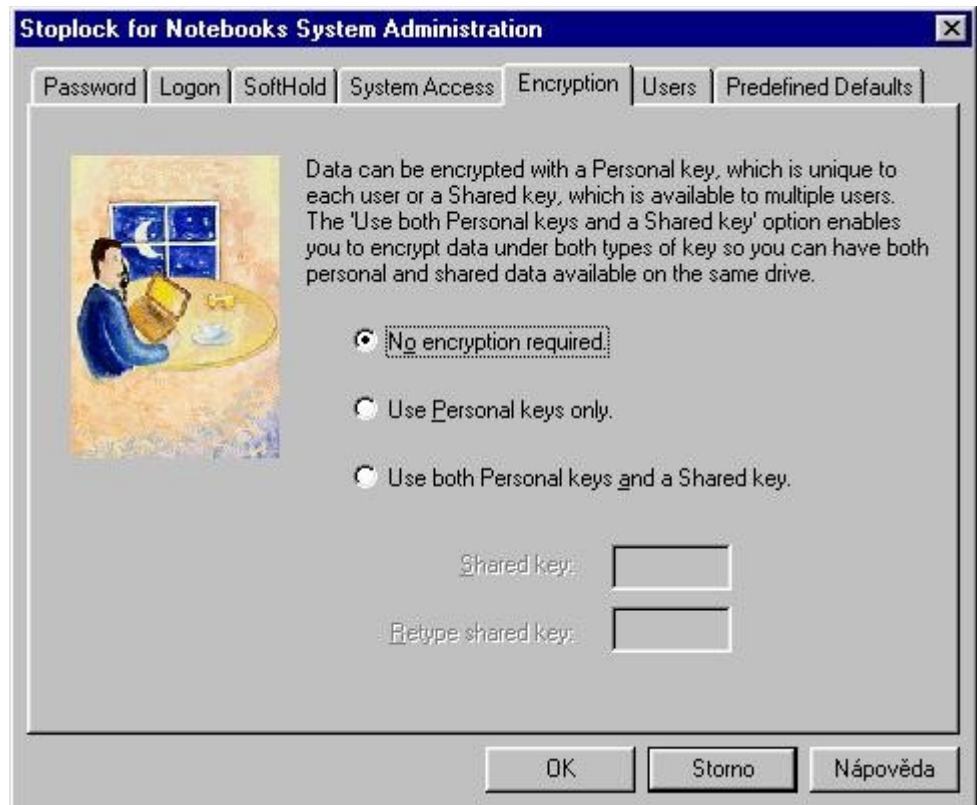 Stoplock for Notebooks System Administration
Password Logon SoftHold System Access Encryption Users Predefined Defaults
Data can be encrypted with a Personal key, which is unique to
each user or a Shared key, which is available to multiple users.
The 'Use both Personal keys and a Shared key' option enables
you to encrypt data under both types of key so you can have both
personal and shared data available on the same drive.
No encryption required.
Use Personal keys only.
Use both Personal keys and a Shared key.
Shared key:
Retype shared key:
OK Storno Nápověda